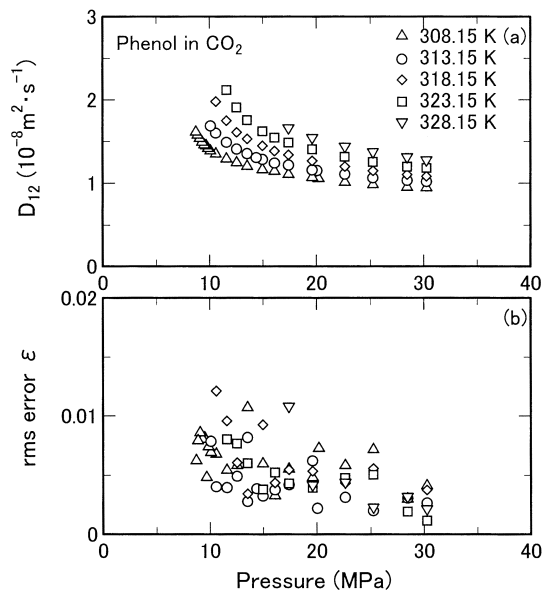 3
Phenol in CO₂
308.15 K (a)
313.15 K
318.15 K
323.15 K
328.15 K
2
1
0
D₁₂ (10⁻⁸m²·s⁻¹)
0 10 20 30 40
0.02
(b)
0.01
0
rms error ε
0 10 20 30 40
Pressure (MPa)